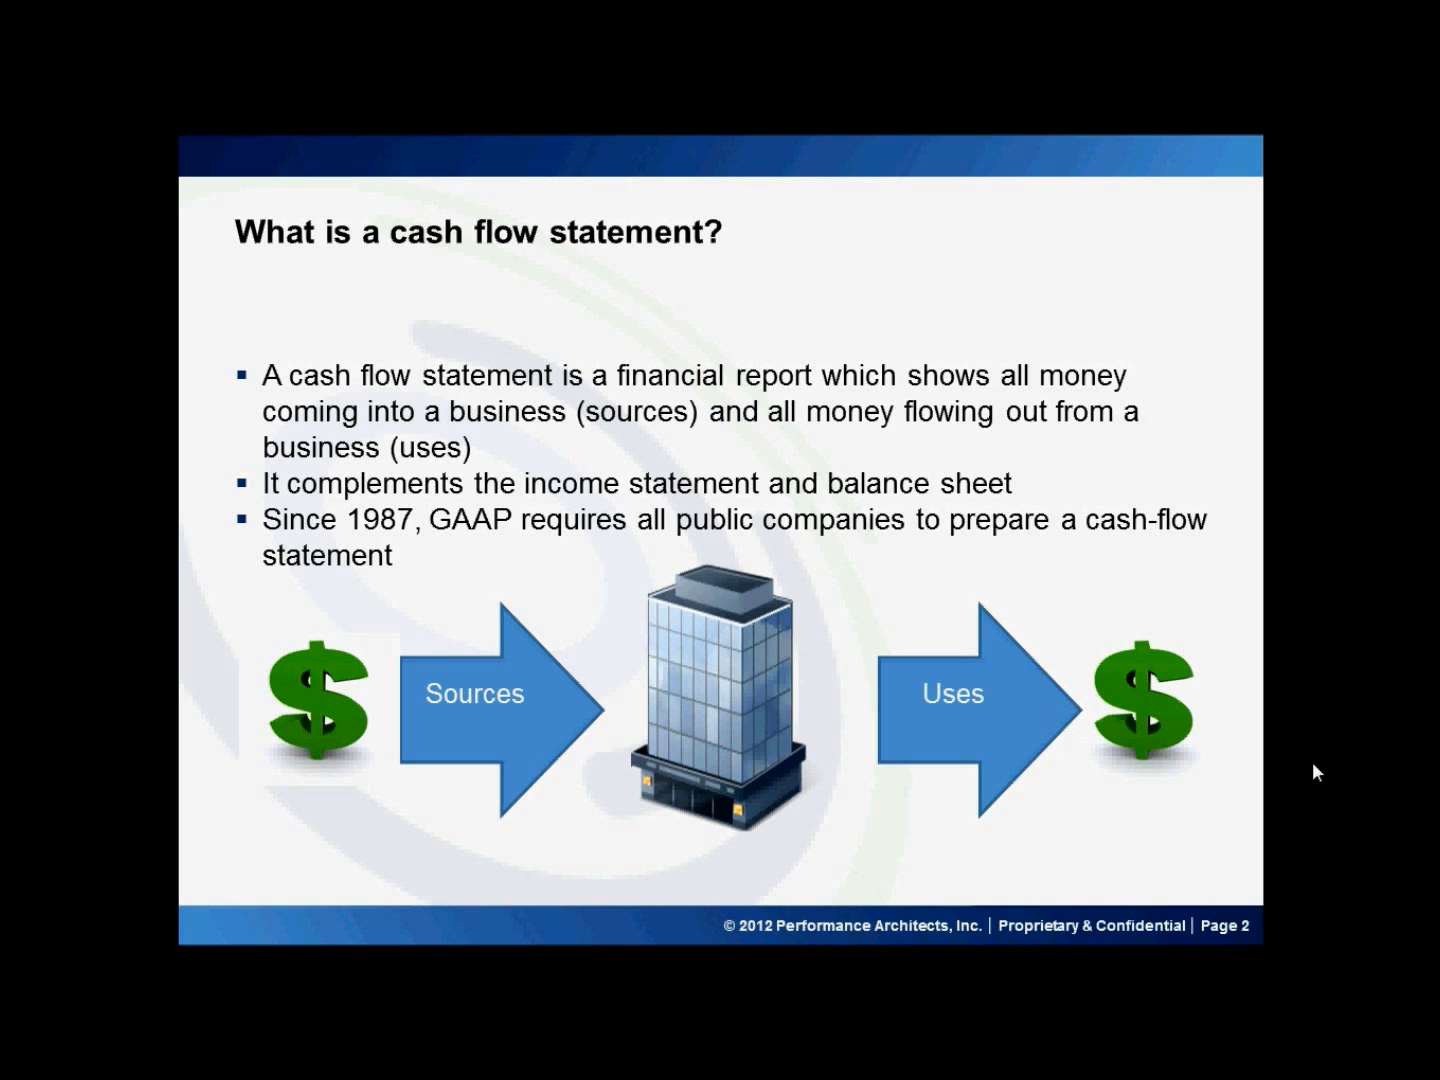 What is a cash flow statement?
▪ A cash flow statement is a financial report which shows all money
coming into a business (sources) and all money flowing out from a
business (uses)
▪ It complements the income statement and balance sheet
▪ Since 1987, GAAP requires all public companies to prepare a cash-flow
statement
Sources
Uses
© 2012 Performance Architects, Inc. | Proprietary & Confidential | Page 2